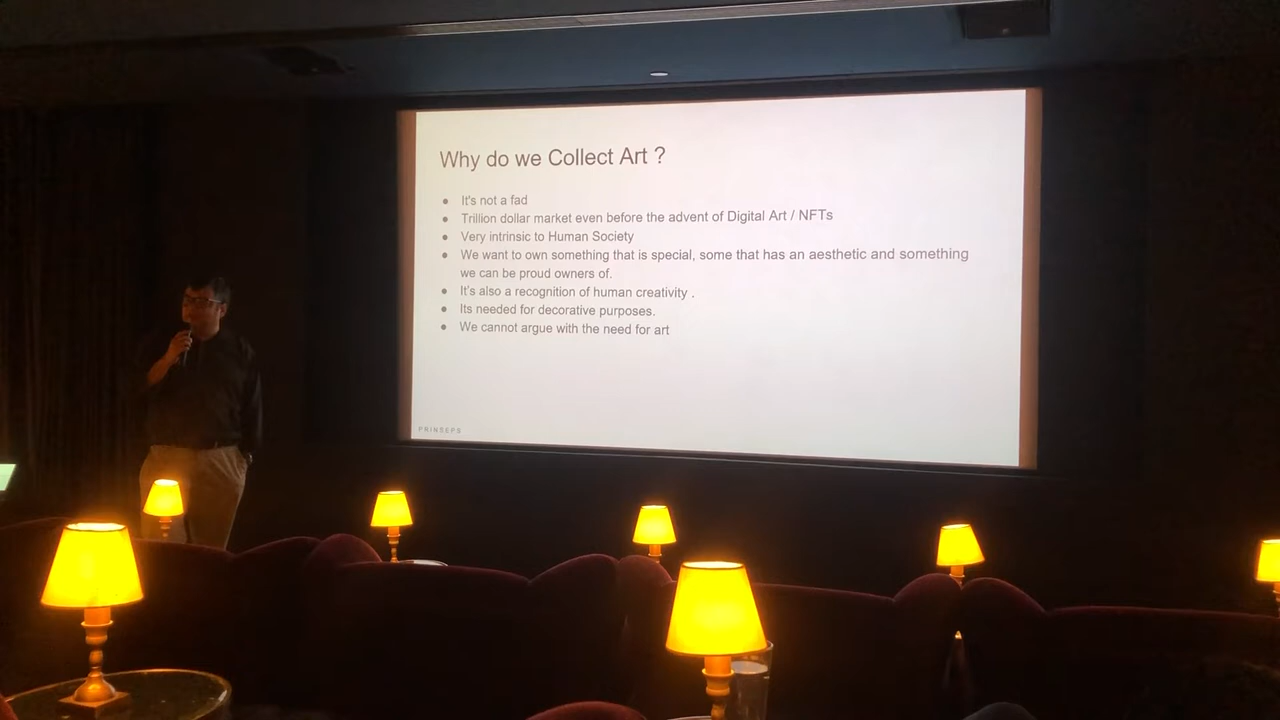 Why do we Collect Art ?
● It's not a fad
● Trillion dollar market even before the advent of Digital Art / NFTs
● Very intrinsic to Human Society
● We want to own something that is special, some that has an aesthetic and something
we can be proud owners of.
● It's also a recognition of human creativity .
● Its needed for decorative purposes.
● We cannot argue with the need for art
PRINSEPS